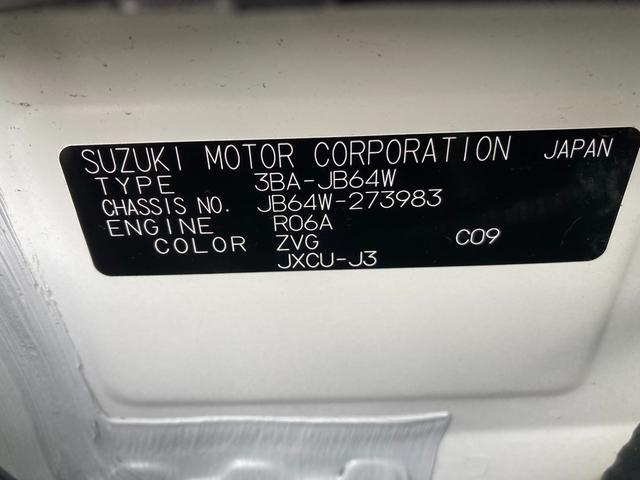 SUZUKI MOTOR CORPORATION JAPAN
TYPE 3BA-JB64W
CHASSIS NO. JB64W-273983
ENGINE R06A
COLOR ZVG C09
JXCU-J3